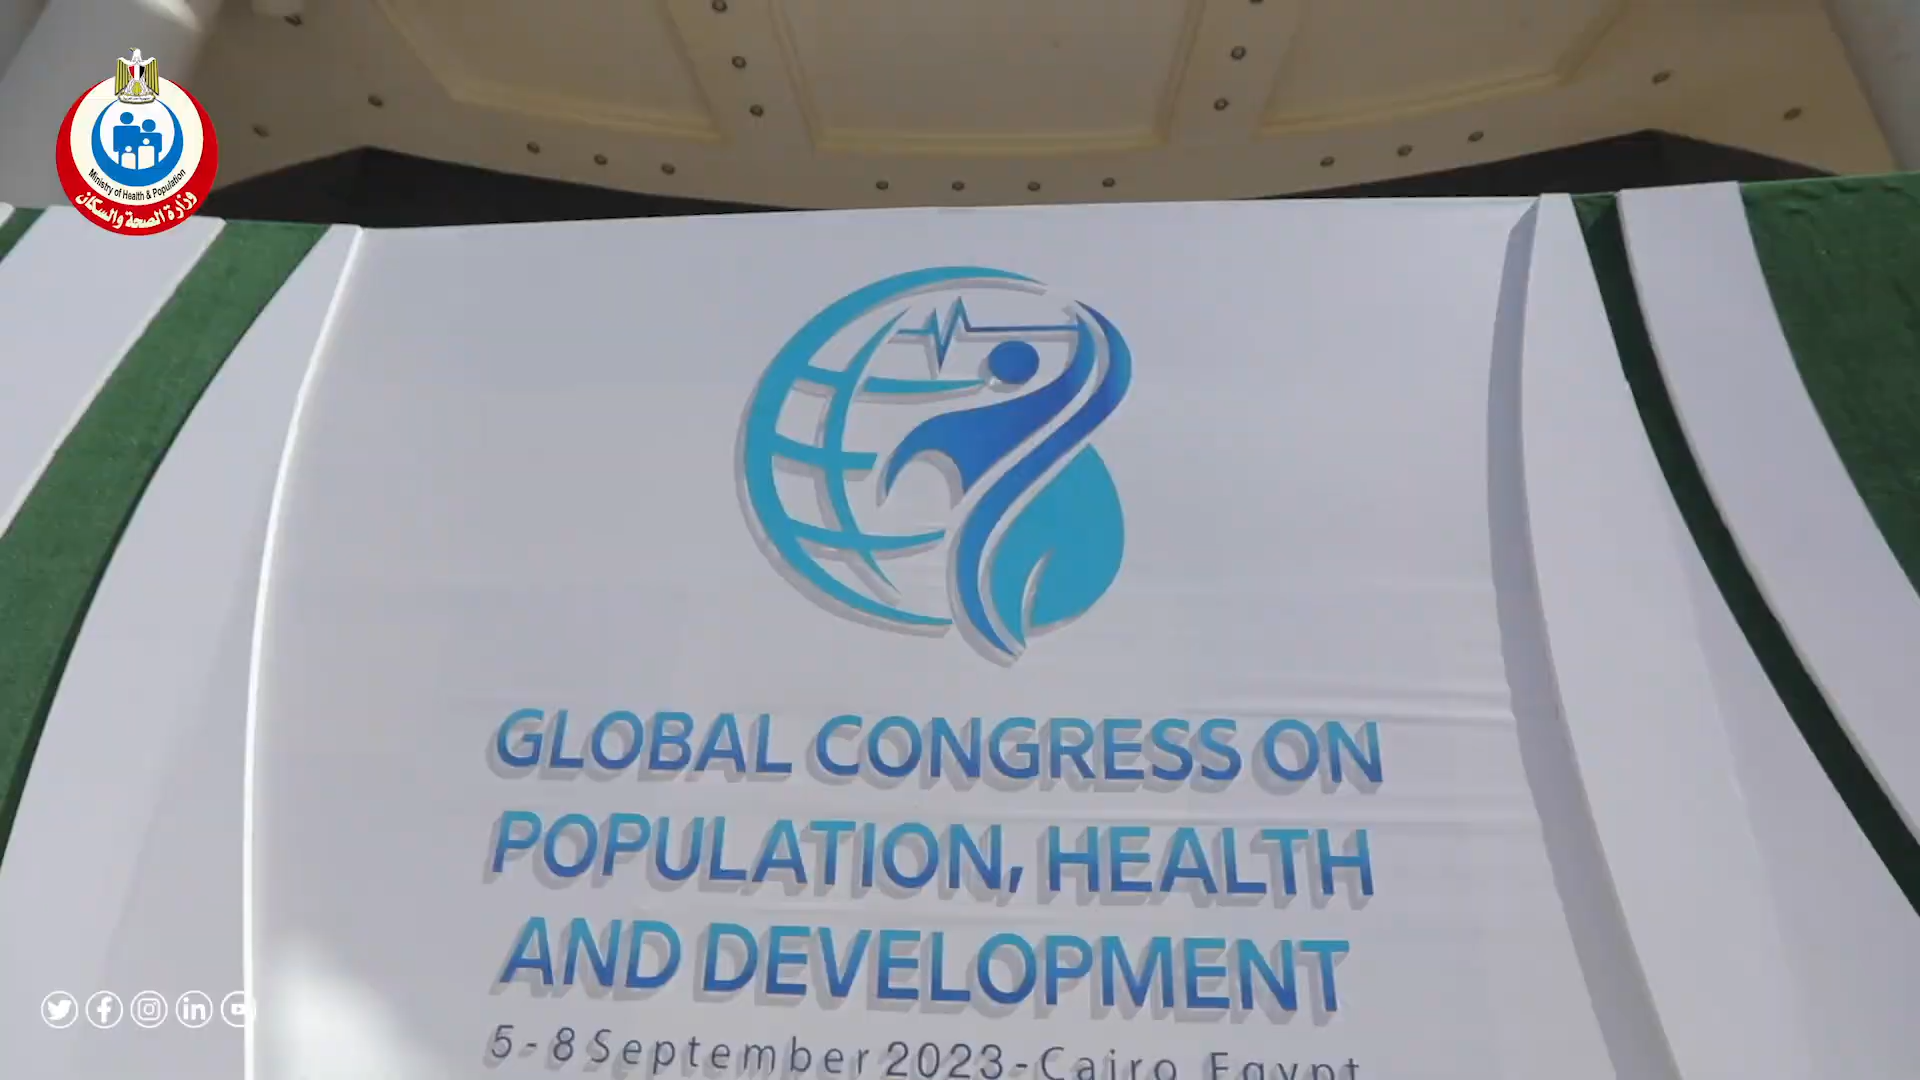 Ministry of Health & Population
وزارة الصحة والسكان
GLOBAL CONGRESS ON
POPULATION, HEALTH
AND DEVELOPMENT
5-8 September 2023-Cairo Egypt